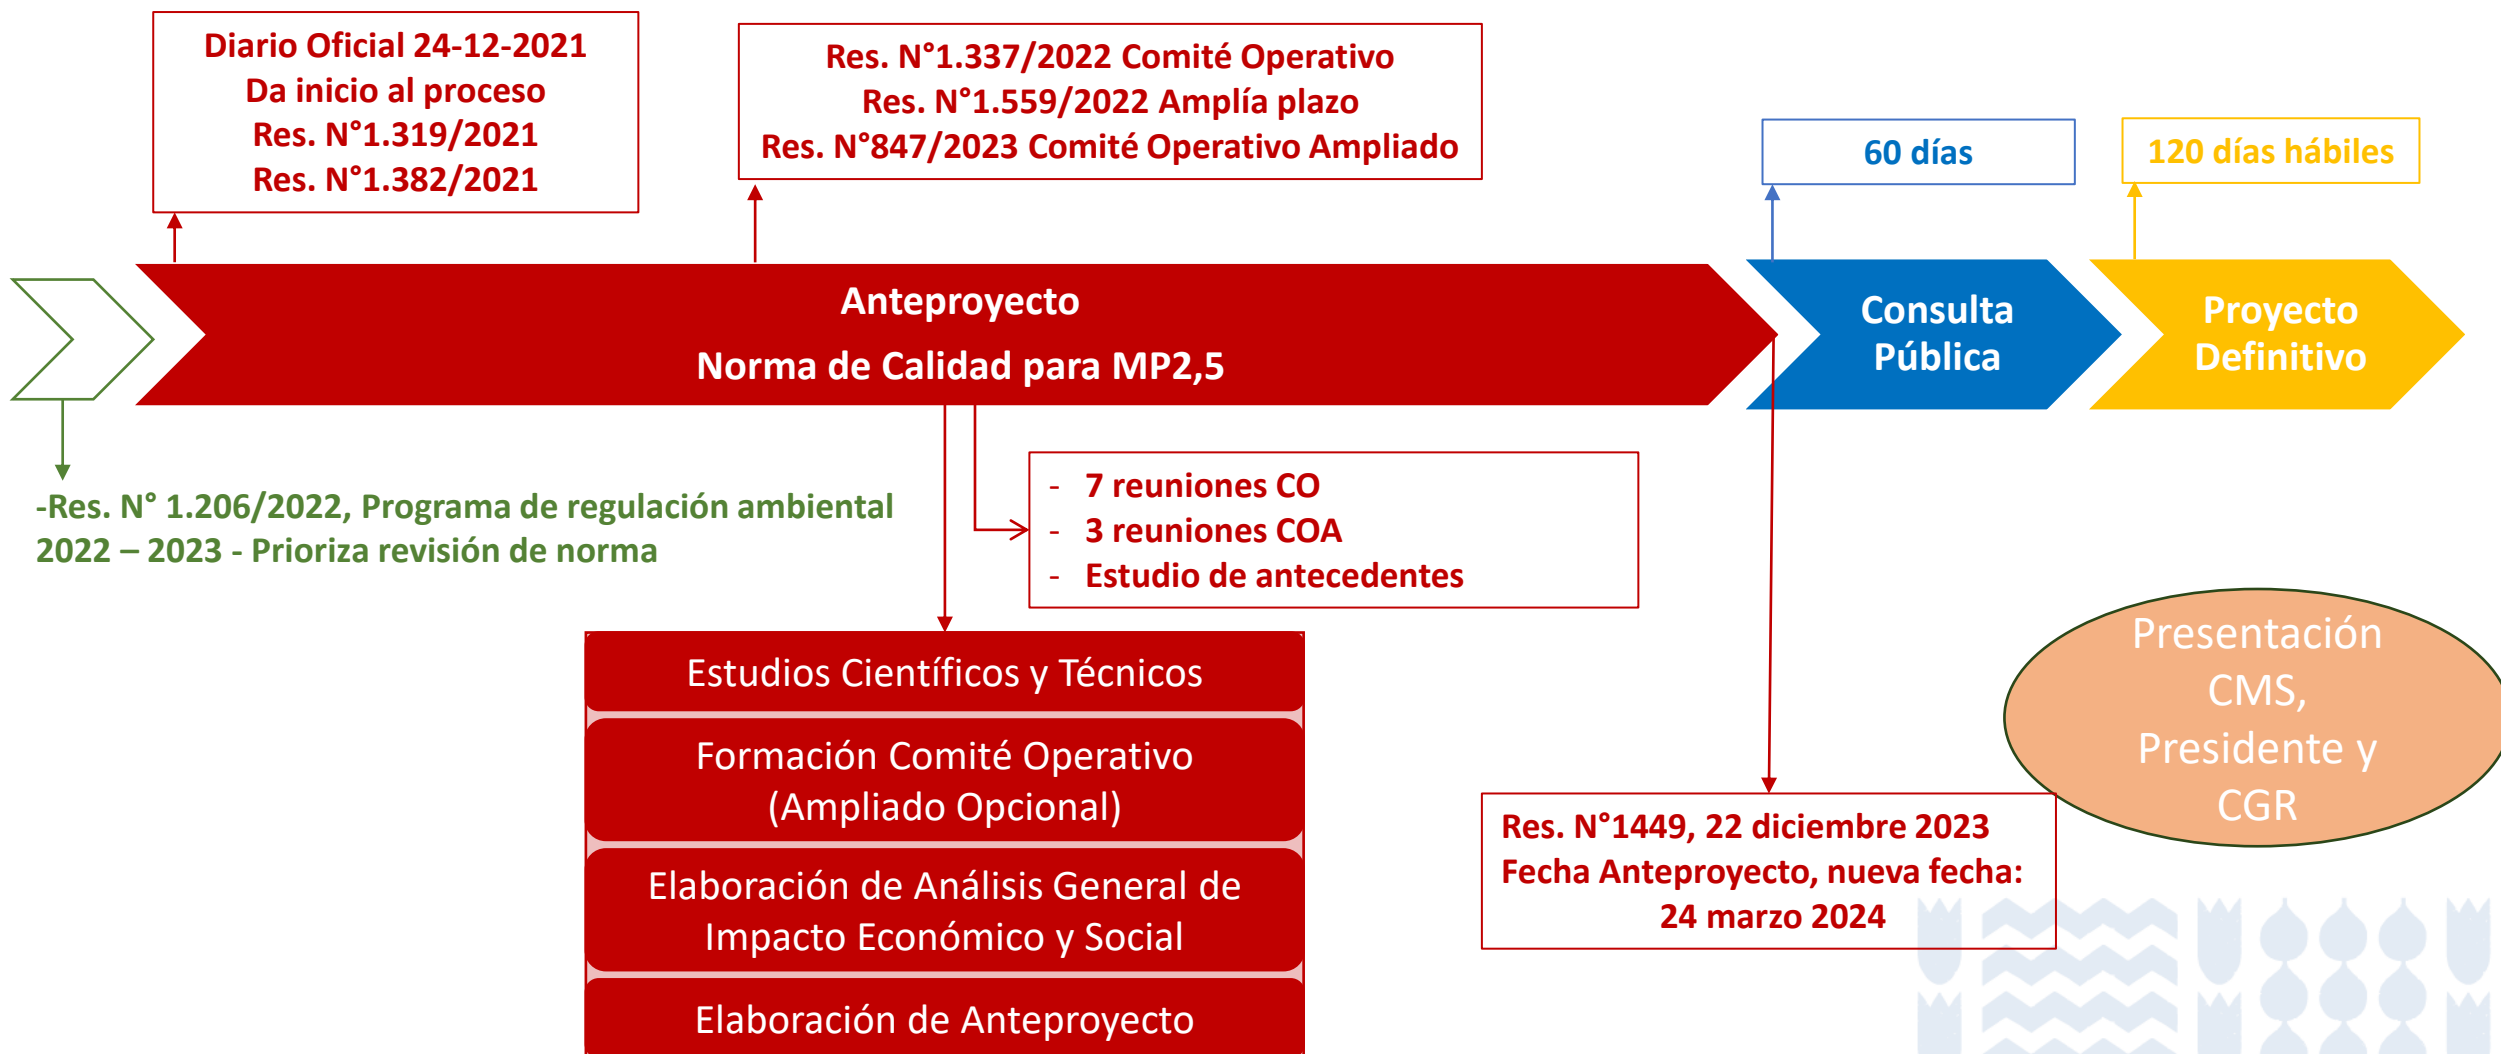 Diario Oficial 24-12-2021
Da inicio al proceso
Res. N°1.319/2021
Res. N°1.382/2021
Res. N°1.337/2022 Comité Operativo
Res. N°1.559/2022 Amplía plazo
Res. N°847/2023 Comité Operativo Ampliado
60 días
120 días hábiles
Anteproyecto
Norma de Calidad para MP2,5
Consulta
Pública
Proyecto
Definitivo
-Res. N° 1.206/2022, Programa de regulación ambiental
2022 – 2023 - Prioriza revisión de norma
- 7 reuniones CO
- 3 reuniones COA
- Estudio de antecedentes
Estudios Científicos y Técnicos
Formación Comité Operativo
(Ampliado Opcional)
Elaboración de Análisis General de
Impacto Económico y Social
Elaboración de Anteproyecto
Res. N°1449, 22 diciembre 2023
Fecha Anteproyecto, nueva fecha:
24 marzo 2024
Presentación
CMS,
Presidente y
CGR